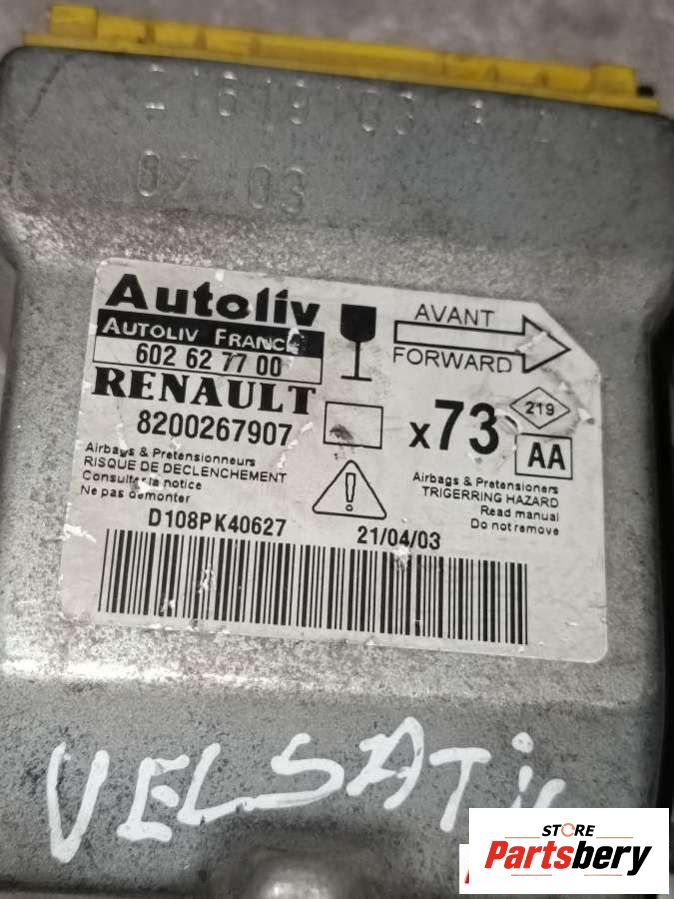 07 03
Autoliv
AUTOLIV FRANCE
602 62 77 00
RENAULT
8200267907
AVANT
FORWARD
x73
219
AA
Airbags & Pretensionneurs
RISQUE DE DECLENCHEMENT
Consulter la notice
Ne pas demonter
Airbags & Pretensioners
TRIGERRING HAZARD
Read manual
Do not remove
D108PK40627
21/04/03
VELSATI
STORE
Partsbery